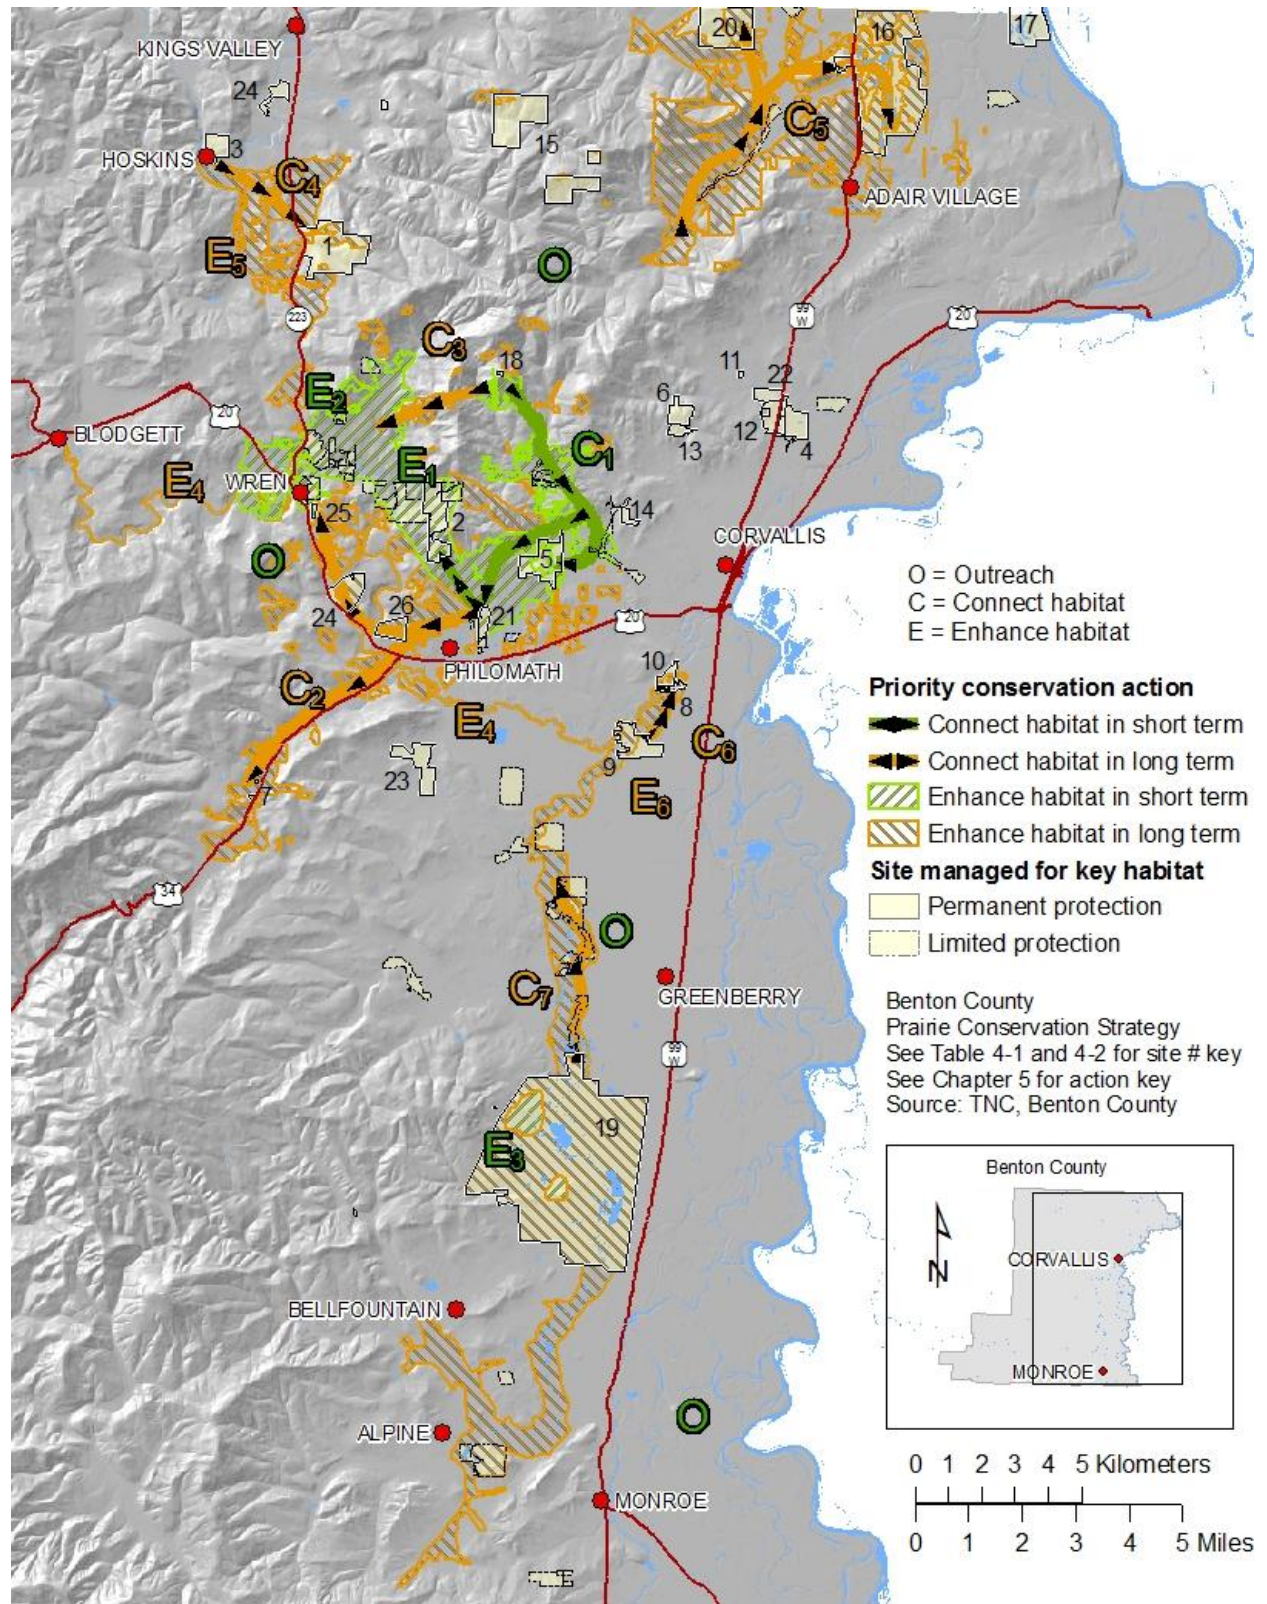 20
16
17
KINGS VALLEY
24
C5
15
HOSKINS
3
C4
ADAIR VILLAGE
E5
1
O
223
99
W
20
C3
18
11
22
E2
6
20
12
13
4
BLODGETT
C1
E1
E4
WREN
25
2
14
CORVALLIS
O
5
O = Outreach
C = Connect habitat
E = Enhance habitat
24
26
21
20
PHILOMATH
10
C2
Priority conservation action
8
Connect habitat in short term
E4
C6
Connect habitat in long term
23
9
7
E6
Enhance habitat in short term
Enhance habitat in long term
Site managed for key habitat
34
Permanent protection
O
Limited protection
C7
GREENBERRY
Benton County
Prairie Conservation Strategy
99
W
See Table 4-1 and 4-2 for site # key
See Chapter 5 for action key
Source: TNC, Benton County
19
E3
Benton County
N
CORVALLIS
MONROE
BELLFOUNTAIN
O
ALPINE
0 1 2 3 4 5 Kilometers
MONROE
0 1 2 3 4 5 Miles